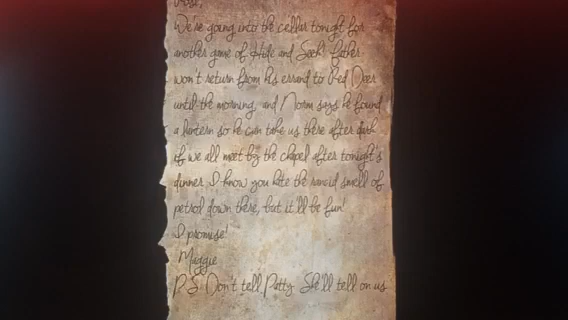 Rose,
We're going into the cellar tonight for
another game of Hide and Seek! Father
won't return from his errand to Red Deer
until the morning, and Norm says he found
a lantern so he can take us there after dark
if we all meet by the chapel after tonight's
dinner. I know you hate the rancid smell of
petrol down there, but it'll be fun!
I promise!
Maggie
P.S. Don't tell Patty. She'll tell on us